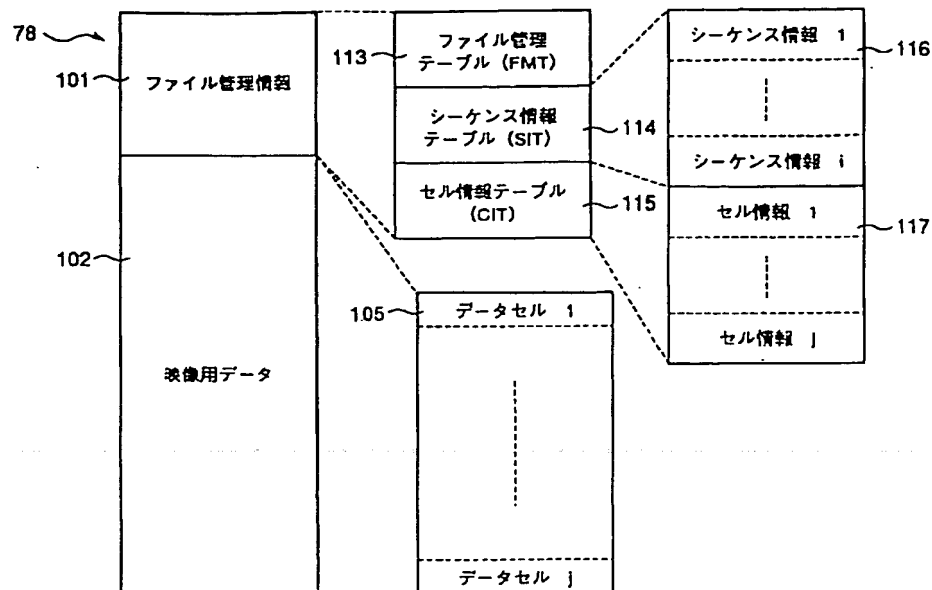 78
101
ファイル管理情報
102
映像用データ
113
ファイル管理
テーブル (FMT)
シーケンス情報
テーブル (SIT)
114
セル情報テーブル
(CIT)
115
105
データセル 1
データセル j
シーケンス情報 1
116
シーケンス情報 i
セル情報 1
117
セル情報 j